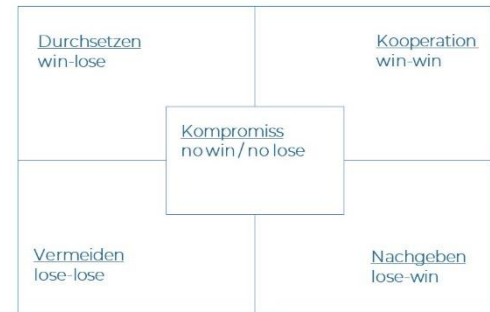 Durchsetzen
win-lose
Kooperation
win-win
Kompromiss
no win / no lose
Vermeiden
lose-lose
Nachgeben
lose-win